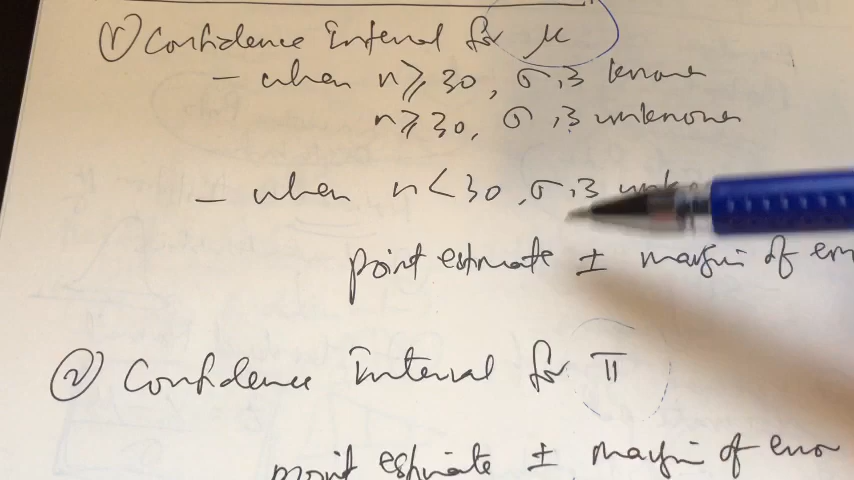 ① Confidence Interval for μ
– when n ≥ 30, σ is known
n ≥ 30, σ is unknown
– when n < 30, σ is
point estimate ± margin of
② Confidence Interval for π
point estimate ± margin of error